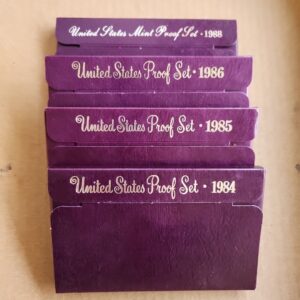 United States Mint Proof Set · 1988
United States Proof Set · 1986
United States Proof Set · 1985
United States Proof Set · 1984